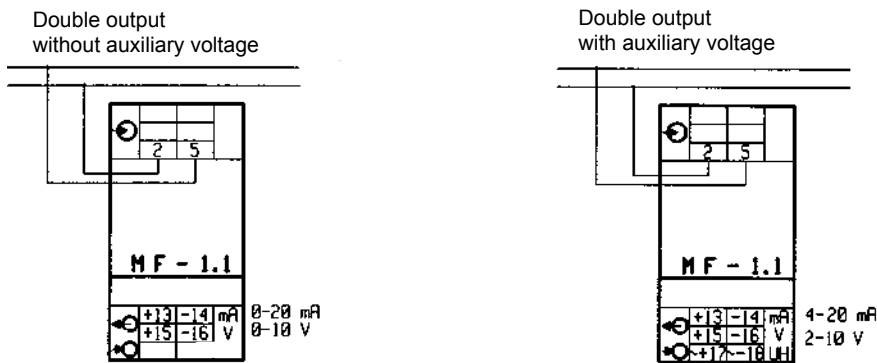 Double output
without auxiliary voltage
2 5
MF-1.1
+13 -14 mA 0-20 mA
+15 -16 V 0-10 V
Double output
with auxiliary voltage
2 5
MF-1.1
+13 -14 mA 4-20 mA
+15 -16 V 2-10 V
~+17 ~-18 UH